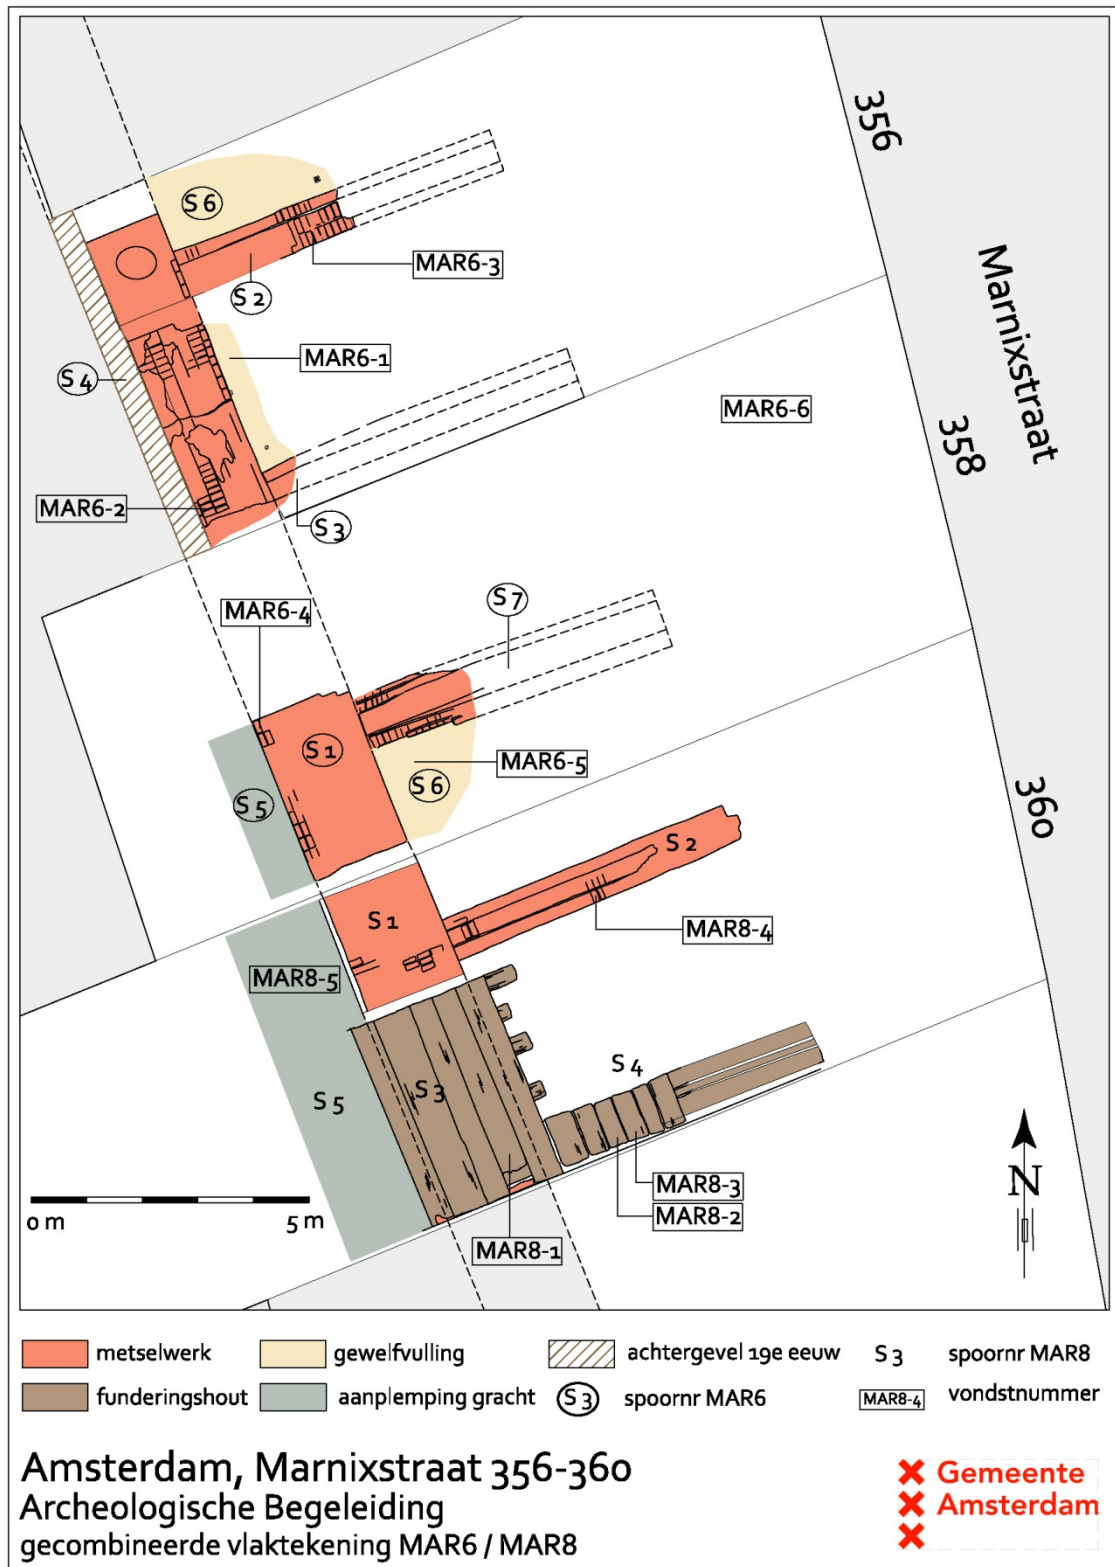 356
S 6
MAR6-3
S 2
Marnixstraat
MAR6-1
S 4
MAR6-6
358
MAR6-2
S 3
S 7
MAR6-4
S 1
MAR6-5
S 6
S 5
360
S 2
S 1
MAR8-4
MAR8-5
S 4
S 3
S 5
N
MAR8-3
MAR8-2
MAR8-1
0 m 5 m
metselwerk gewelfvulling achtergevel 19e eeuw S 3 spoornr MAR8
funderingshout aanplemping gracht S 3 spoornr MAR6 MAR8-4 vondstnummer
Amsterdam, Marnixstraat 356-360
Archeologische Begeleiding
gecombineerde vlaktekening MAR6 / MAR8
Gemeente
Amsterdam